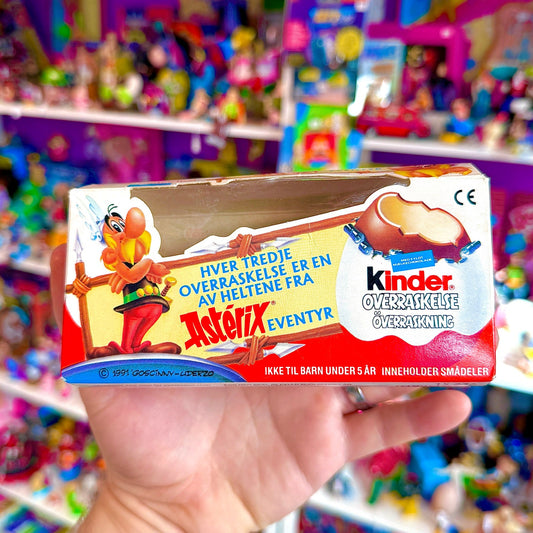 HVER TREDJE
OVERRASKELSE ER EN
AV HELTENE FRA
Astérix EVENTYR
CE
Kinder
OVERRASKELSE
ÖVERRASKNING
© 1991 GOSCINNY-UDERZO
IKKE TIL BARN UNDER 5 ÅR INNEHOLDER SMÅDELER